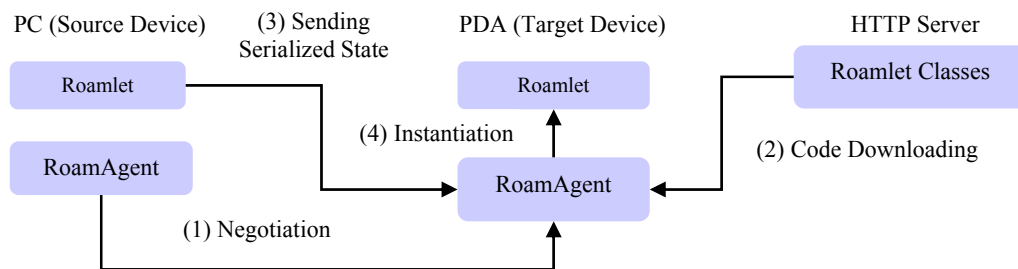 PC (Source Device)
(3) Sending
Serialized State
PDA (Target Device)
HTTP Server
Roamlet
Roamlet
Roamlet Classes
(4) Instantiation
(2) Code Downloading
RoamAgent
RoamAgent
(1) Negotiation